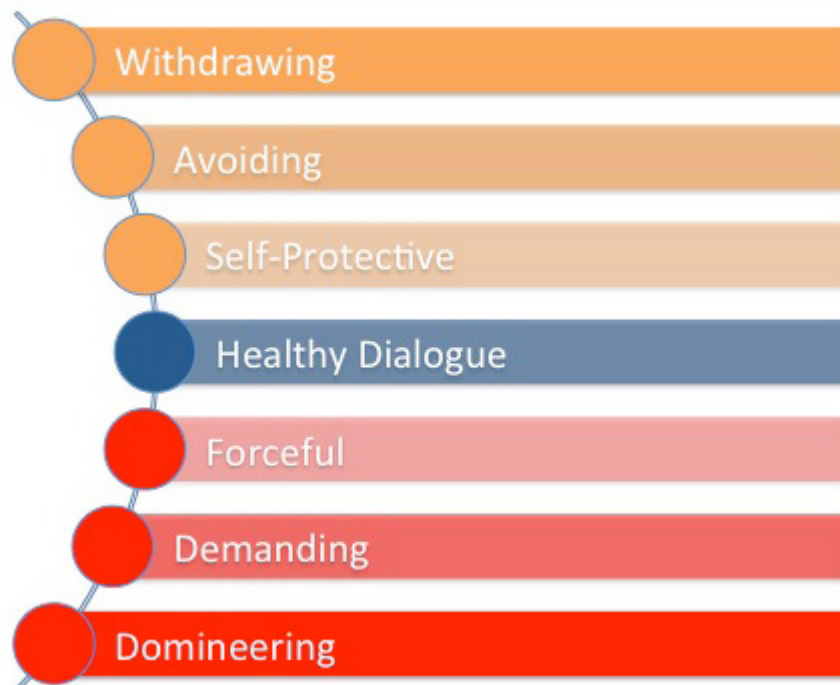 Withdrawing
Avoiding
Self-Protective
Healthy Dialogue
Forceful
Demanding
Domineering